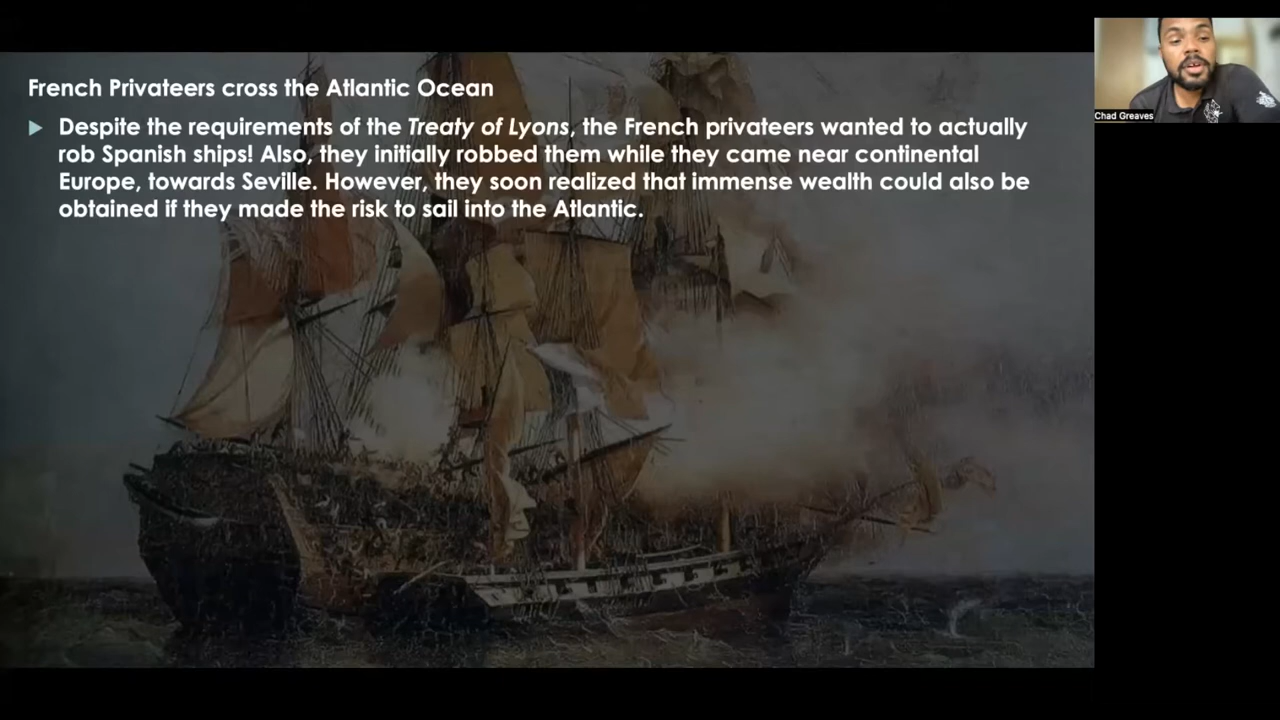 French Privateers cross the Atlantic Ocean
Despite the requirements of the Treaty of Lyons, the French privateers wanted to actually
rob Spanish ships! Also, they initially robbed them while they came near continental
Europe, towards Seville. However, they soon realized that immense wealth could also be
obtained if they made the risk to sail into the Atlantic.
Chad Greaves